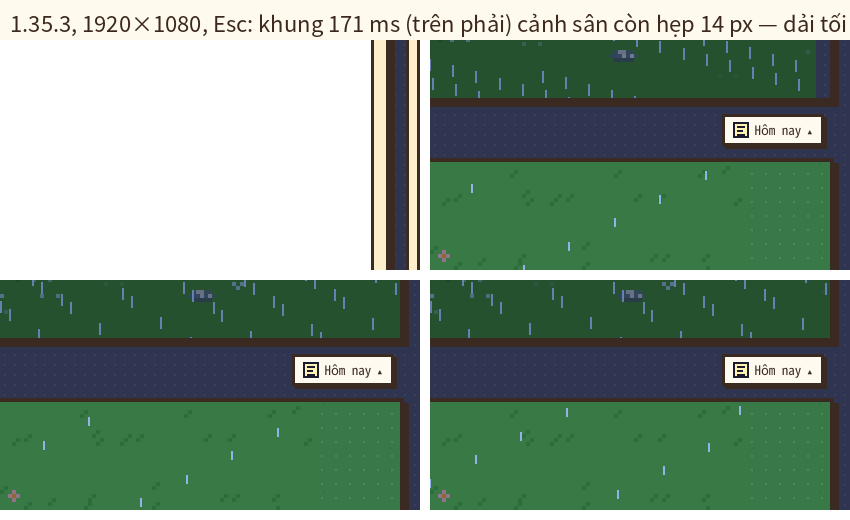 1.35.3, 1920×1080, Esc: khung 171 ms (trên phải) cảnh sân còn hẹp 14 px — dải tối
Hôm nay ▴
Hôm nay ▴
Hôm nay ▴